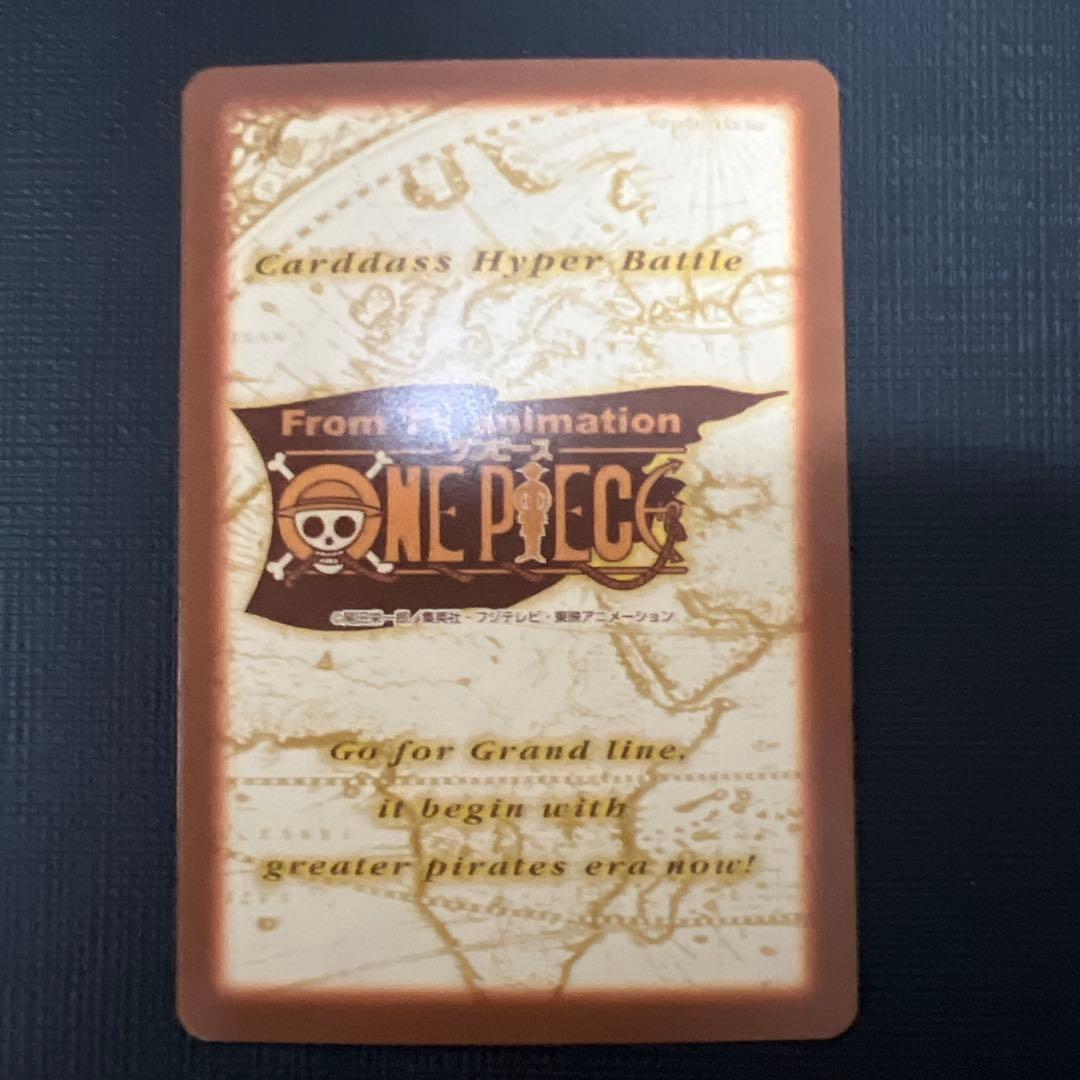 Carddass Hyper Battle
From TV animation
ワンピース
ONE PIECE
©尾田栄一郎／集英社・フジテレビ・東映アニメーション
Go for Grand line,
it begin with
greater pirates era now!